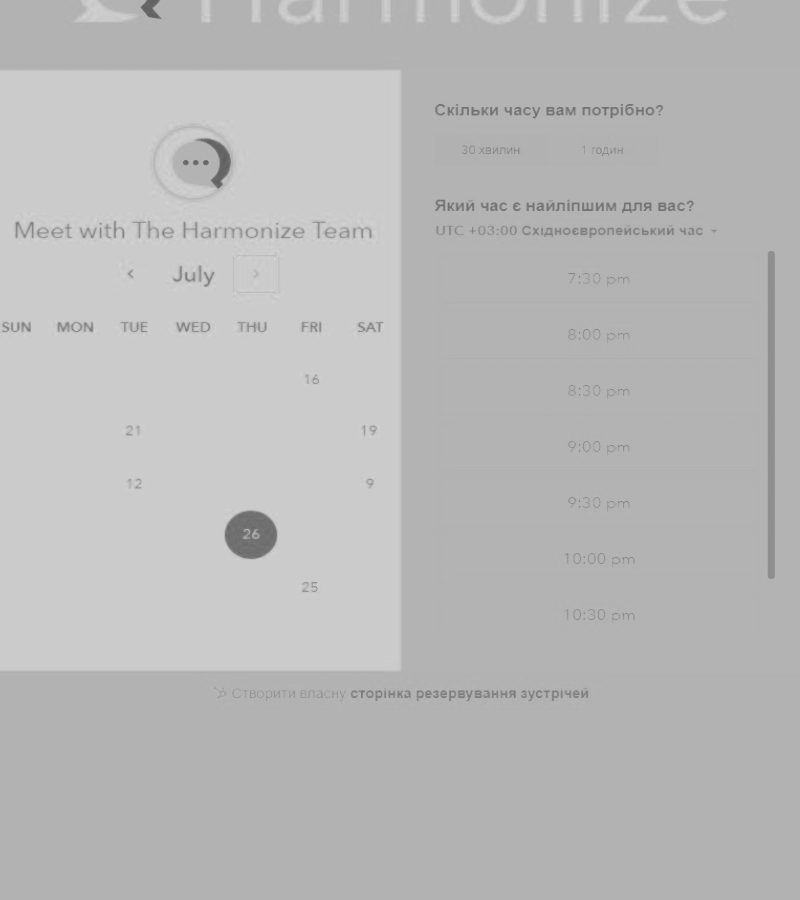 Harmonize
Meet with The Harmonize Team
July
SUN MON TUE WED THU FRI SAT
16
21 19
12 9
26
25
Скільки часу вам потрібно?
30 хвилин 1 годин
Який час є найліпшим для вас?
UTC +03:00 Східноєвропейський час
7:30 pm
8:00 pm
8:30 pm
9:00 pm
9:30 pm
10:00 pm
10:30 pm
Створити власну сторінка резервування зустрічей